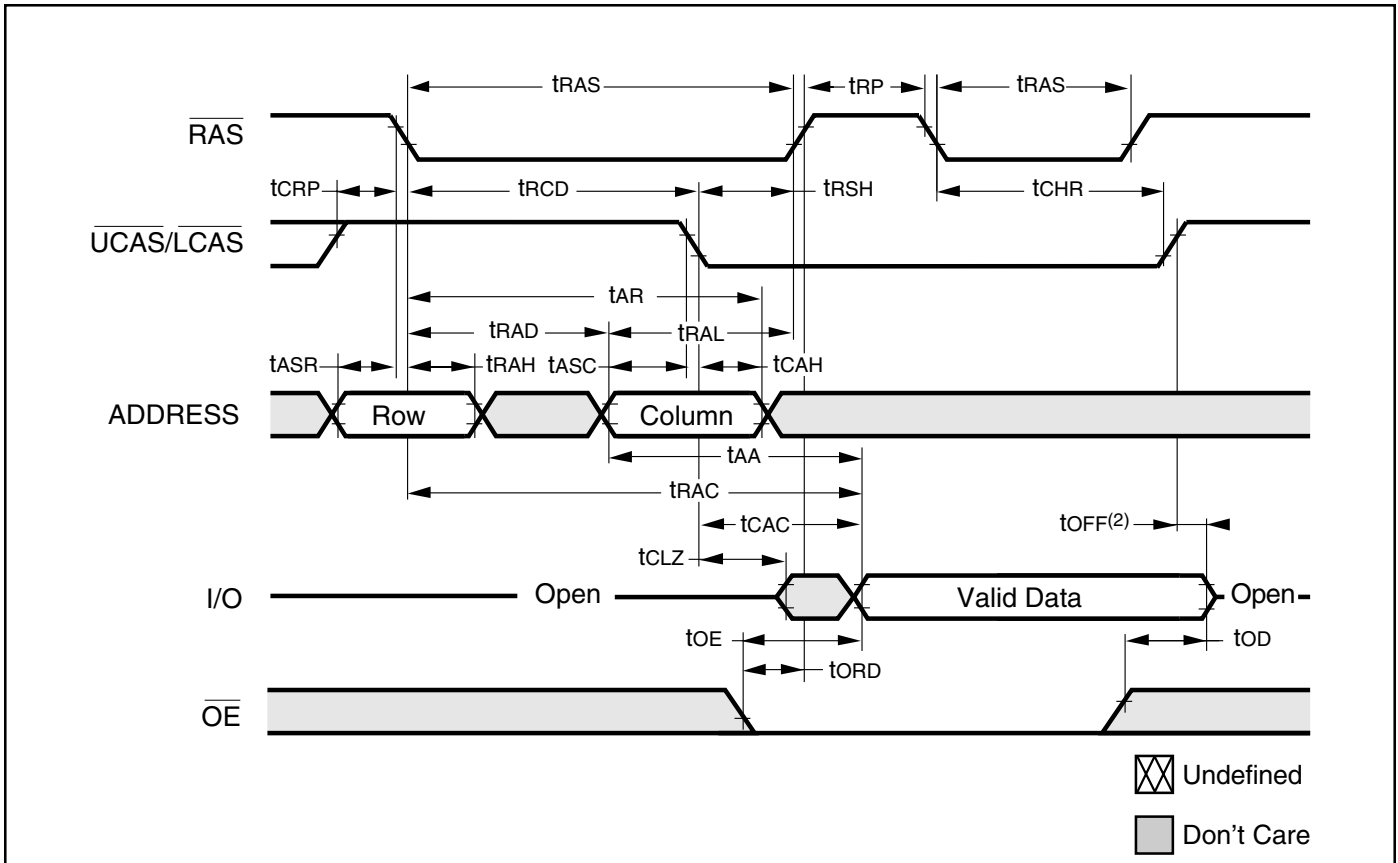 tRAS tRP tRAS
RAS
tCRP tRCD tRSH tCHR
UCAS/LCAS
tAR
tRAD tRAL
tASR tRAH tASC tCAH
ADDRESS Row Column
tAA
tRAC
tCAC tOFF(2)
tCLZ
I/O Open Valid Data Open
tOE tOD
tORD
OE
Undefined
Don't Care